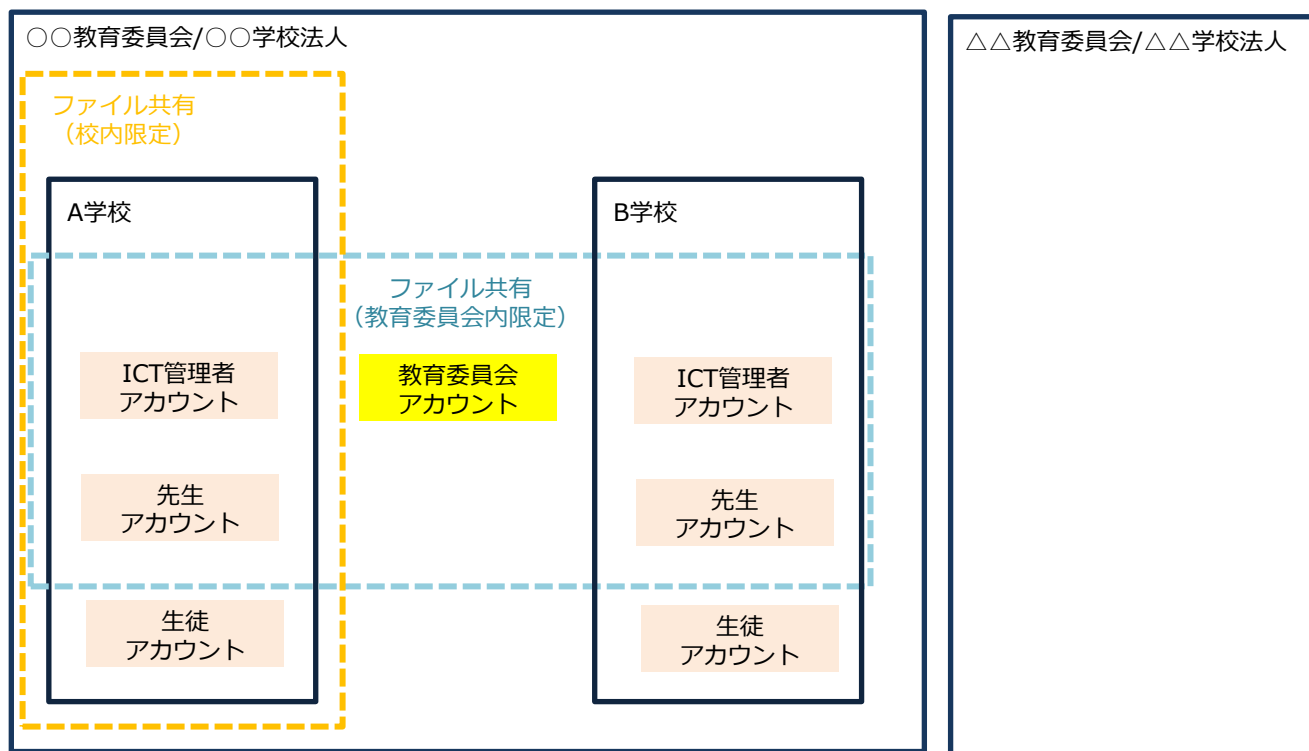 ○○教育委員会/○○学校法人
ファイル共有
（校内限定）
A学校
ICT管理者
アカウント
先生
アカウント
生徒
アカウント
ファイル共有
（教育委員会内限定）
教育委員会
アカウント
B学校
ICT管理者
アカウント
先生
アカウント
生徒
アカウント
△△教育委員会/△△学校法人